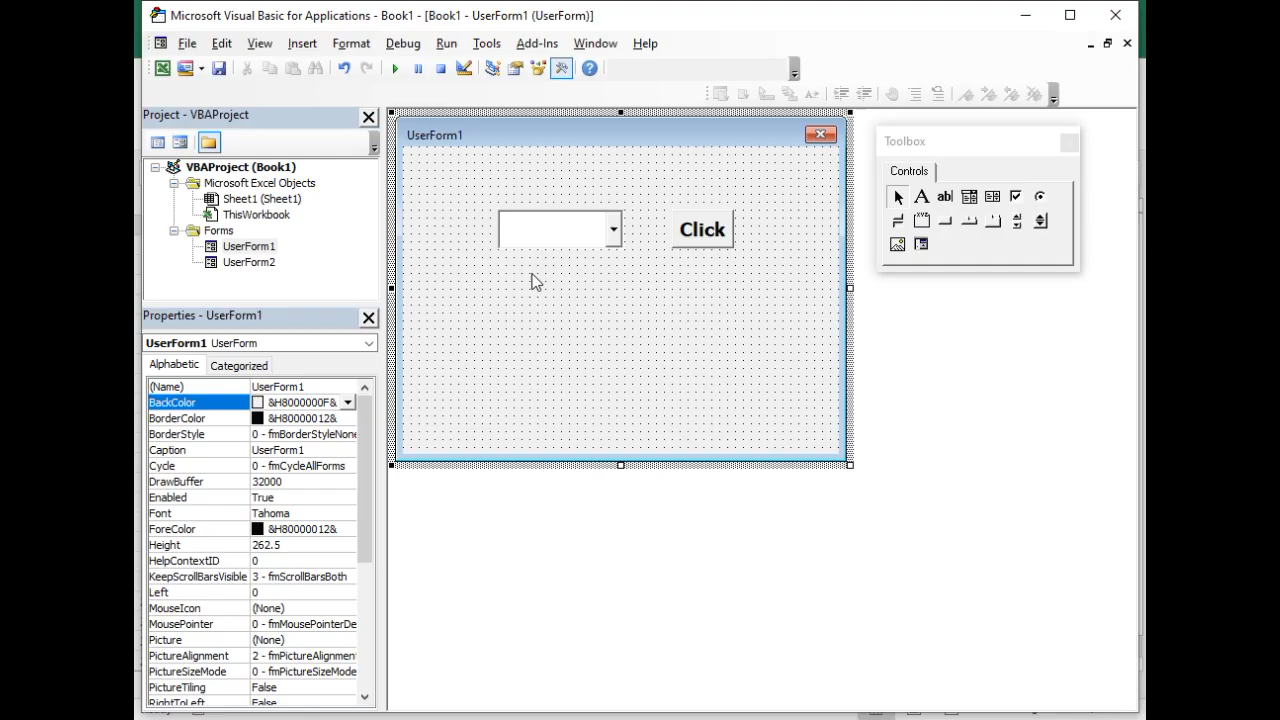 Microsoft Visual Basic for Applications - Book1 - [Book1 - UserForm1 (UserForm)]
File Edit View Insert Format Debug Run Tools Add-Ins Window Help
Project - VBAProject
VBAProject (Book1)
Microsoft Excel Objects
Sheet1 (Sheet1)
ThisWorkbook
Forms
UserForm1
UserForm2
Properties - UserForm1
UserForm1 UserForm
Alphabetic Categorized
(Name) UserForm1
BackColor &H8000000F&
BorderColor &H80000012&
BorderStyle 0 - fmBorderStyleNone
Caption UserForm1
Cycle 0 - fmCycleAllForms
DrawBuffer 32000
Enabled True
Font Tahoma
ForeColor &H80000012&
Height 262.5
HelpContextID 0
KeepScrollBarsVisible 3 - fmScrollBarsBoth
Left 0
MouseIcon (None)
MousePointer 0 - fmMousePointerDe
Picture (None)
PictureAlignment 2 - fmPictureAlignment
PictureSizeMode 0 - fmPictureSizeMode
PictureTiling False
RightToLeft False
UserForm1
Click
Toolbox
Controls
A ab|